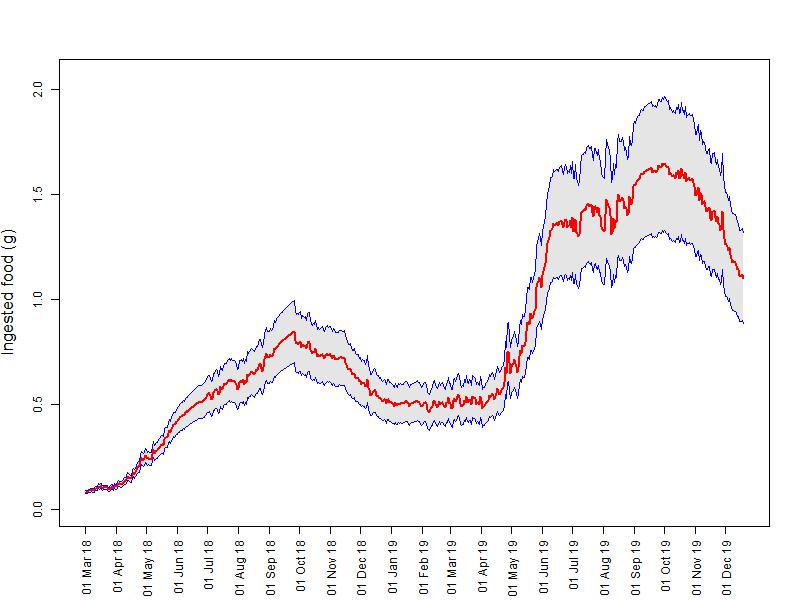 Ingested food (g)
2.0
1.5
1.0
0.5
0.0
01 Mar 18
01 Apr 18
01 May 18
01 Jun 18
01 Jul 18
01 Aug 18
01 Sep 18
01 Oct 18
01 Nov 18
01 Dec 18
01 Jan 19
01 Feb 19
01 Mar 19
01 Apr 19
01 May 19
01 Jun 19
01 Jul 19
01 Aug 19
01 Sep 19
01 Oct 19
01 Nov 19
01 Dec 19